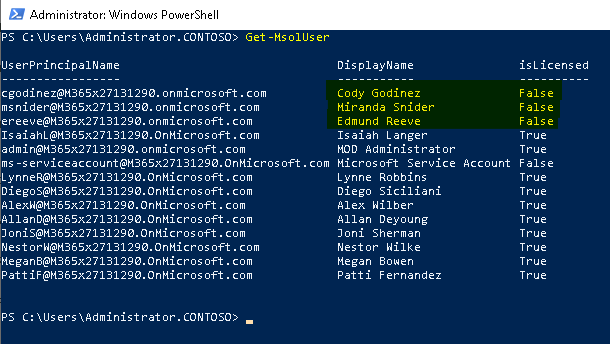 Administrator: Windows PowerShell
PS C:\Users\Administrator.CONTOSO> Get-MsolUser
UserPrincipalName DisplayName isLicensed
----------------- ----------- ----------
cgodinez@M365x27131290.onmicrosoft.com Cody Godinez False
msnider@M365x27131290.onmicrosoft.com Miranda Snider False
ereeve@M365x27131290.onmicrosoft.com Edmund Reeve False
IsaiahL@M365x27131290.OnMicrosoft.com Isaiah Langer True
admin@M365x27131290.onmicrosoft.com MOD Administrator True
ms-serviceaccount@M365x27131290.OnMicrosoft.com Microsoft Service Account False
LynneR@M365x27131290.OnMicrosoft.com Lynne Robbins True
DiegoS@M365x27131290.OnMicrosoft.com Diego Siciliani True
AlexW@M365x27131290.OnMicrosoft.com Alex Wilber True
AllanD@M365x27131290.OnMicrosoft.com Allan Deyoung True
JoniS@M365x27131290.OnMicrosoft.com Joni Sherman True
NestorW@M365x27131290.OnMicrosoft.com Nestor Wilke True
MeganB@M365x27131290.OnMicrosoft.com Megan Bowen True
PattiF@M365x27131290.OnMicrosoft.com Patti Fernandez True
PS C:\Users\Administrator.CONTOSO>